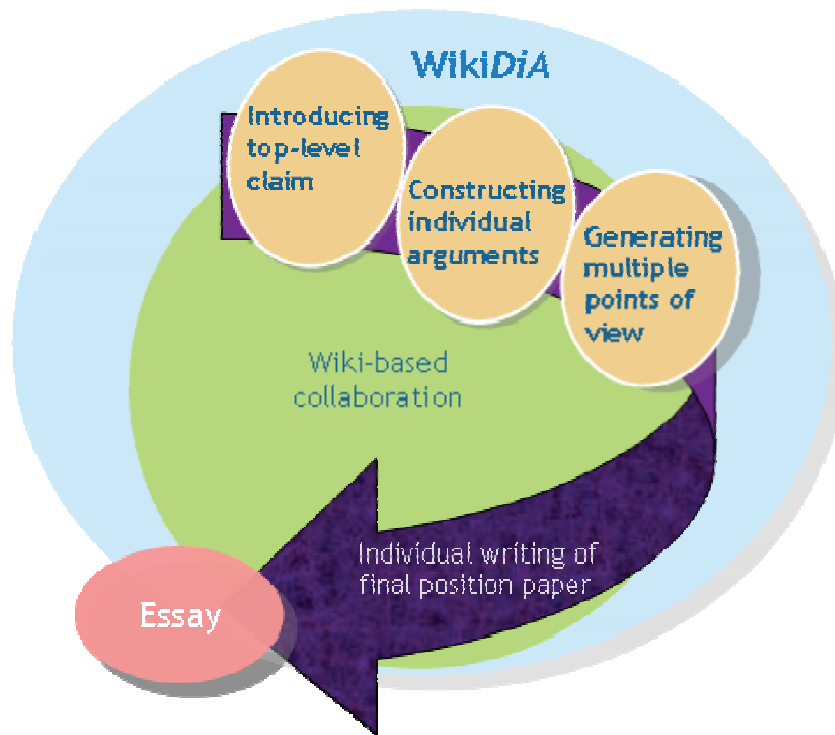 WikiDiA
Introducing
top-level
claim
Constructing
individual
arguments
Generating
multiple
points of
view
Wiki-based
collaboration
Individual writing of
final position paper
Essay